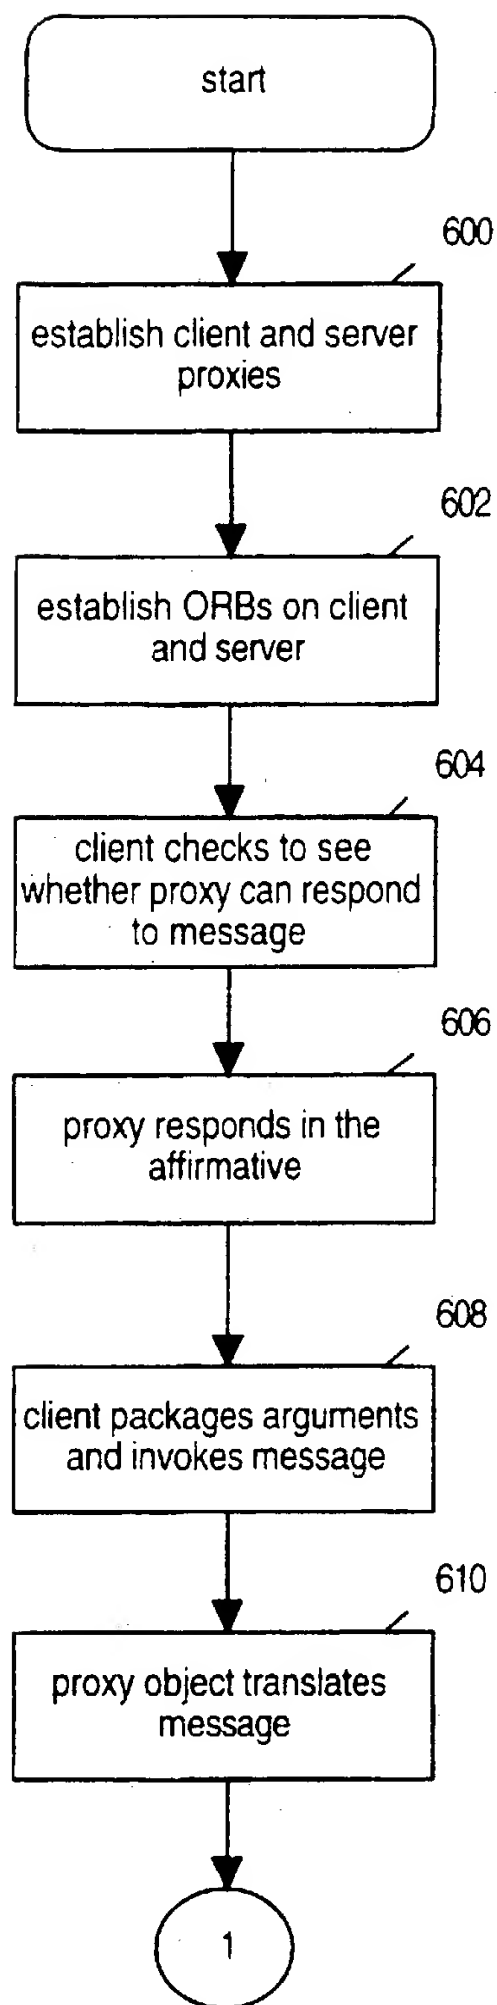 start
600
establish client and server
proxies
602
establish ORBs on client
and server
604
client checks to see
whether proxy can respond
to message
606
proxy responds in the
affirmative
608
client packages arguments
and invokes message
610
proxy object translates
message
1